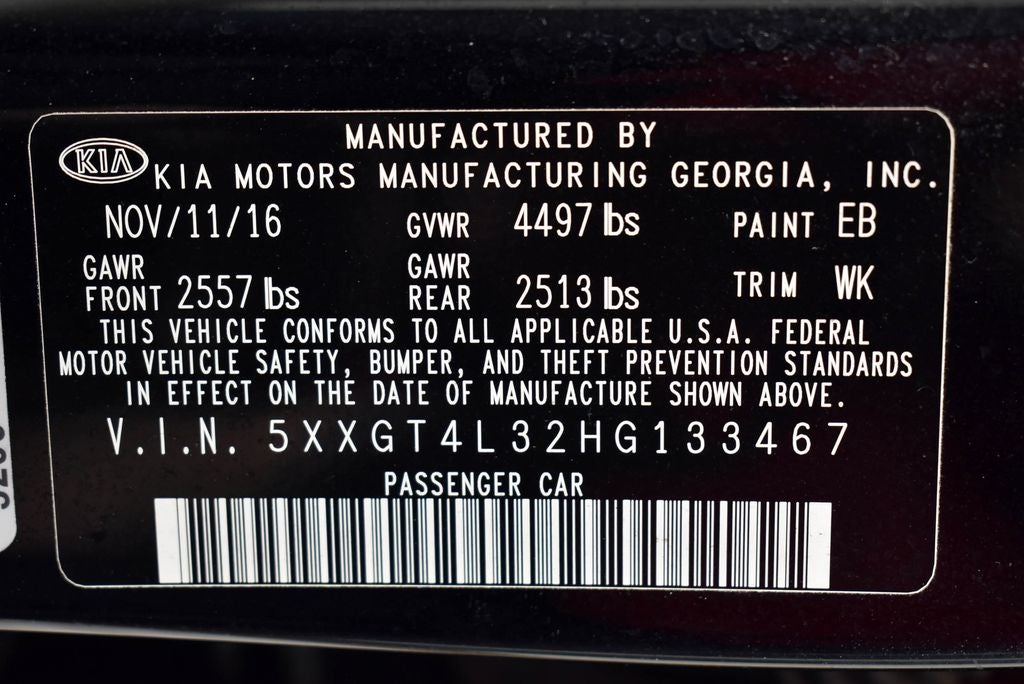 MANUFACTURED BY
KIA KIA MOTORS MANUFACTURING GEORGIA, INC.
NOV/11/16 GVWR 4497 lbs PAINT EB
GAWR FRONT 2557 lbs GAWR REAR 2513 lbs TRIM WK
THIS VEHICLE CONFORMS TO ALL APPLICABLE U.S.A. FEDERAL
MOTOR VEHICLE SAFETY, BUMPER, AND THEFT PREVENTION STANDARDS
IN EFFECT ON THE DATE OF MANUFACTURE SHOWN ABOVE.
V.I.N. 5XXGT4L32HG133467
PASSENGER CAR